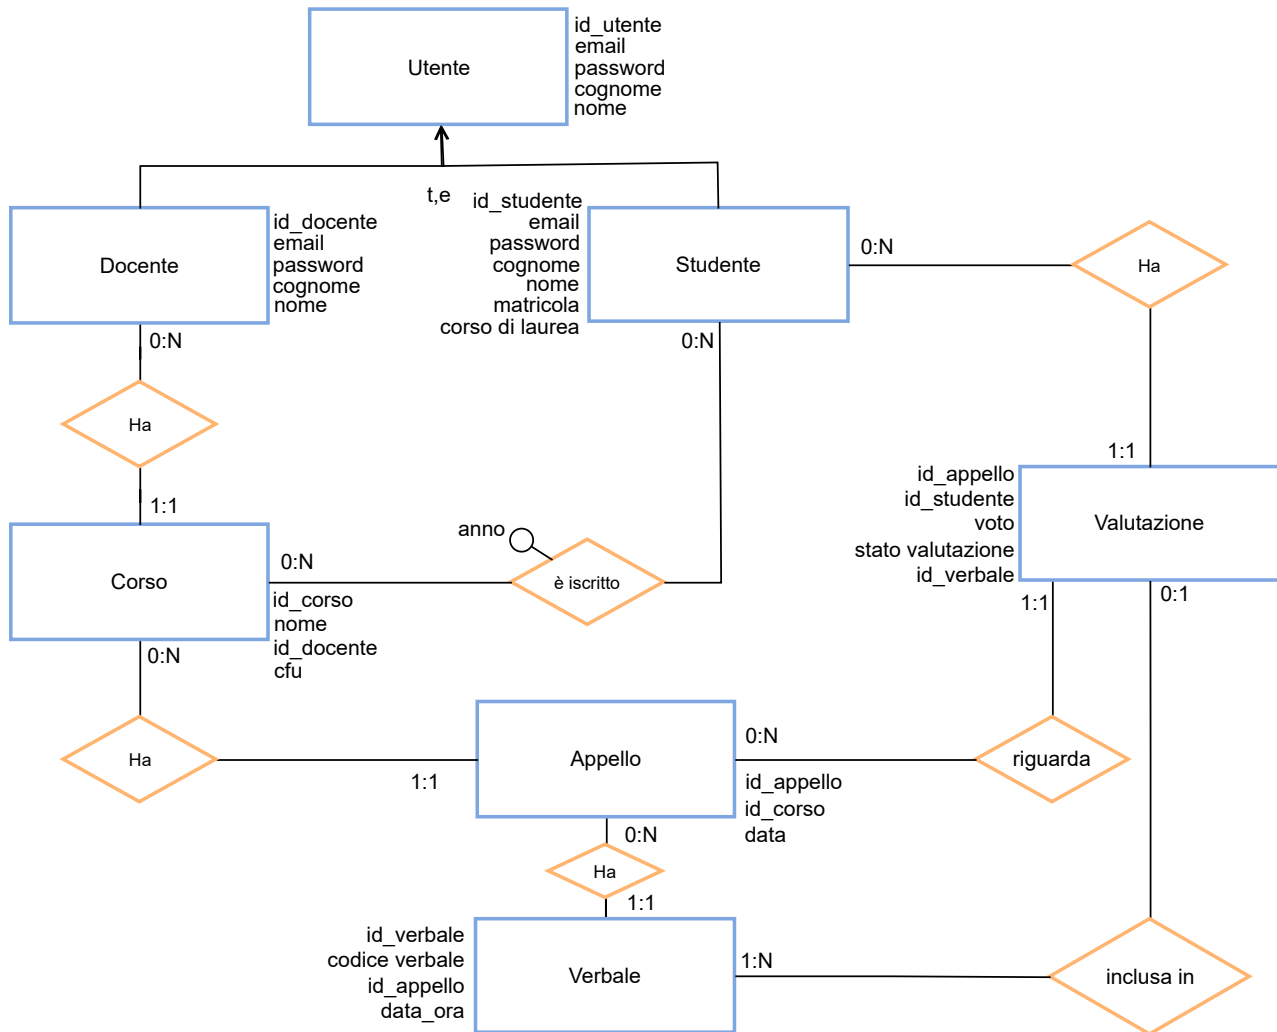 Utente
id_utente
email
password
cognome
nome
t,e
Docente
id_docente
email
password
cognome
nome
id_studente
email
password
cognome
nome
matricola
corso di laurea
Studente
0:N
Ha
0:N
0:N
Ha
1:1
1:1
id_appello
id_studente
voto
stato valutazione
id_verbale
Valutazione
anno
Corso
0:N
è iscritto
1:1
0:1
id_corso
nome
id_docente
cfu
0:N
Ha
1:1
Appello
0:N
id_appello
id_corso
data
riguarda
0:N
Ha
1:1
id_verbale
codice verbale
id_appello
data_ora
Verbale
1:N
inclusa in